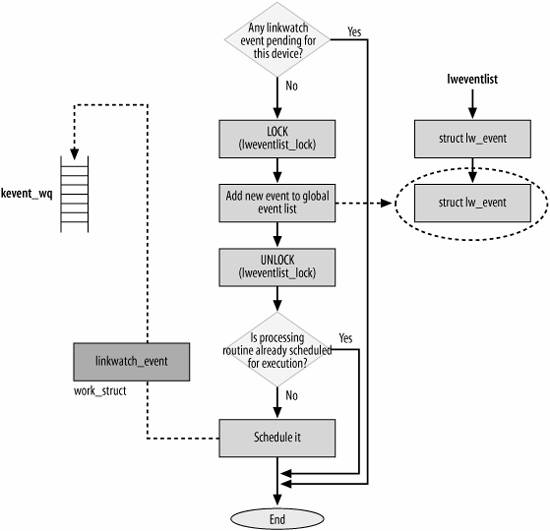 Any linkwatch
event pending for
this device?
Yes
No
lweventlist
LOCK
(lweventlist_lock)
struct lw_event
kevent_wq
Add new event to global
event list
struct lw_event
UNLOCK
(lweventlist_lock)
Is processing
routine already scheduled
for execution?
Yes
linkwatch_event
work_struct
No
Schedule it
End